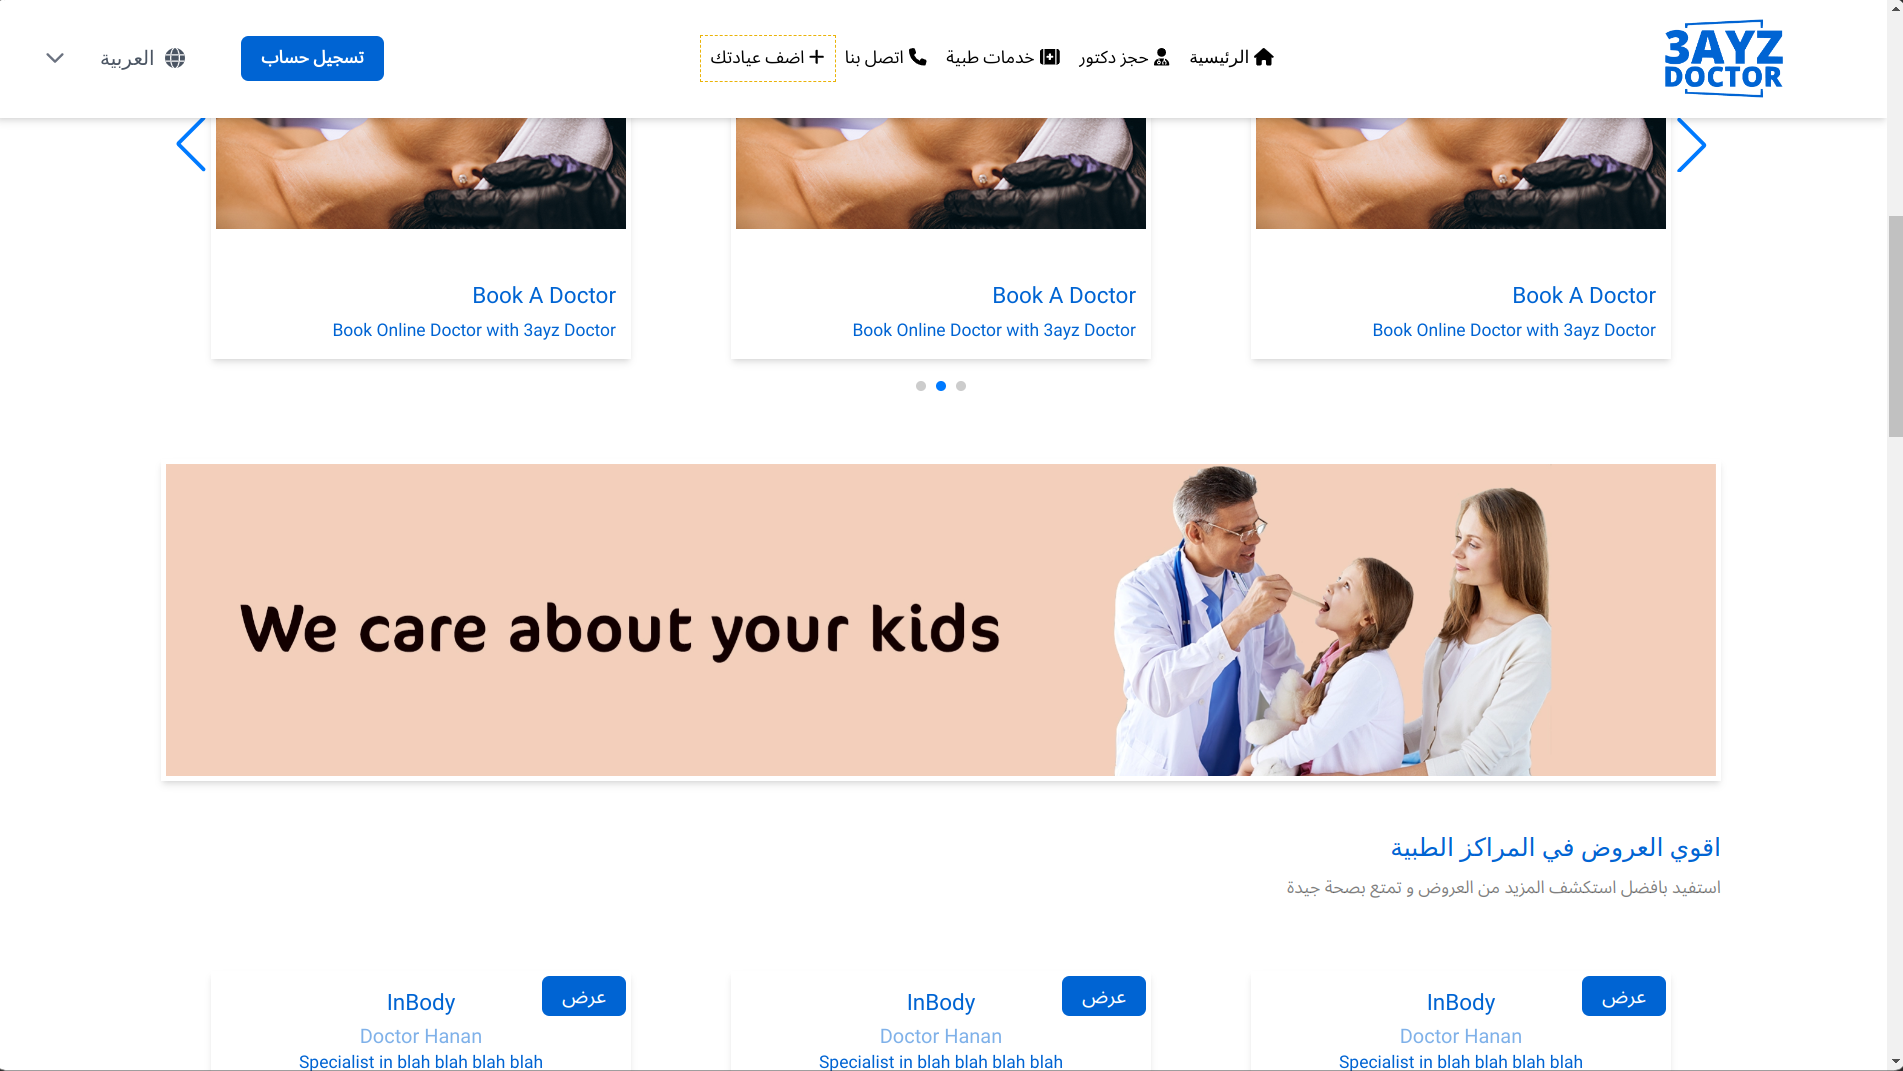 3AYZ
DOCTOR
الرئيسية
حجز دكتور
خدمات طبية
اتصل بنا
اضف عيادتك
تسجيل حساب
العربية
Book A Doctor
Book Online Doctor with 3ayz Doctor
Book A Doctor
Book Online Doctor with 3ayz Doctor
Book A Doctor
Book Online Doctor with 3ayz Doctor
We care about your kids
اقوي العروض في المراكز الطبية
استفيد بافضل استكشف المزيد من العروض و تمتع بصحة جيدة
عرض
InBody
Doctor Hanan
Specialist in blah blah blah blah
عرض
InBody
Doctor Hanan
Specialist in blah blah blah blah
عرض
InBody
Doctor Hanan
Specialist in blah blah blah blah